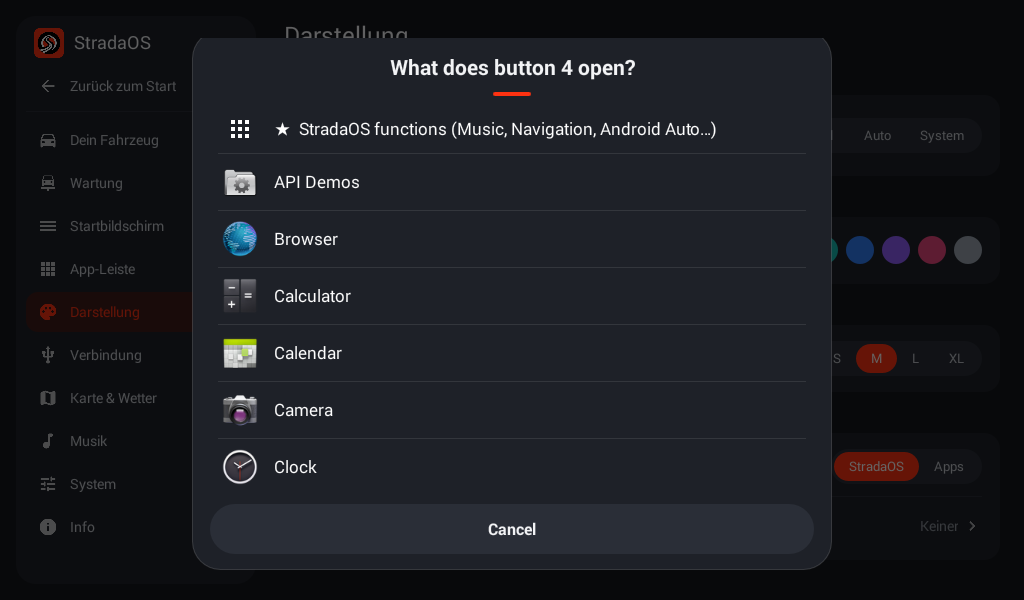 StradaOS
Zurück zum Start
Dein Fahrzeug
Wartung
Startbildschirm
App-Leiste
Darstellung
Verbindung
Karte & Wetter
Musik
System
Info
Darstellung
Auto
System
S
M
L
XL
StradaOS
Apps
Keiner
What does button 4 open?
★ StradaOS functions (Music, Navigation, Android Auto…)
API Demos
Browser
Calculator
Calendar
Camera
Clock
Cancel